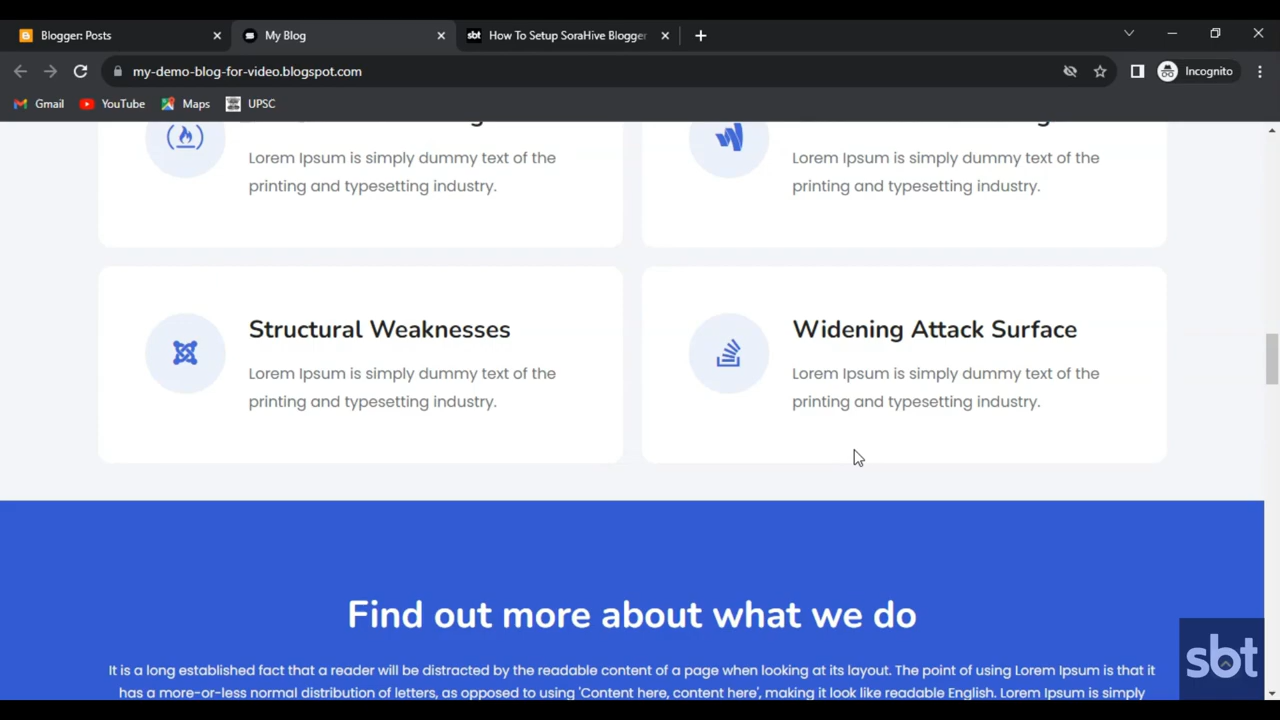 Blogger: Posts
My Blog
sbt How To Setup SoraHive Blogger
my-demo-blog-for-video.blogspot.com
Incognito
Gmail
YouTube
Maps
UPSC
Lorem Ipsum is simply dummy text of the
printing and typesetting industry.
Lorem Ipsum is simply dummy text of the
printing and typesetting industry.
Structural Weaknesses
Lorem Ipsum is simply dummy text of the
printing and typesetting industry.
Widening Attack Surface
Lorem Ipsum is simply dummy text of the
printing and typesetting industry.
Find out more about what we do
It is a long established fact that a reader will be distracted by the readable content of a page when looking at its layout. The point of using Lorem Ipsum is that it
has a more-or-less normal distribution of letters, as opposed to using 'Content here, content here', making it look like readable English. Lorem Ipsum is simply
sbt